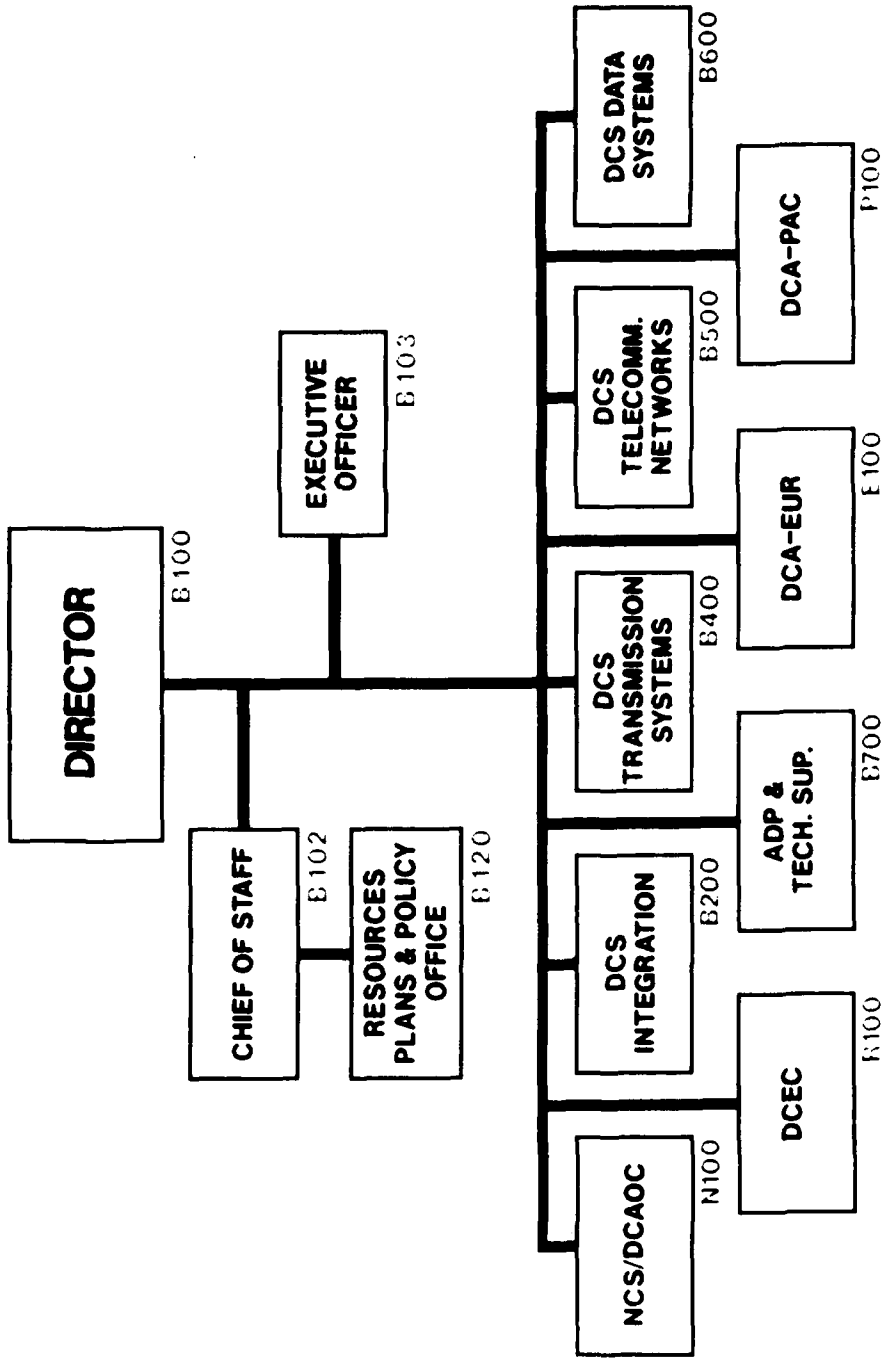 DIRECTOR
B100
CHIEF OF STAFF
B102
EXECUTIVE
OFFICER
B103
RESOURCES
PLANS & POLICY
OFFICE
B120
NCS/DCAOC
N100
DCS
INTEGRATION
B200
DCS
TRANSMISSION
SYSTEMS
B400
DCS
TELECOMM.
NETWORKS
B500
DCS DATA
SYSTEMS
B600
DCEC
R100
ADP &
TECH. SUP.
B700
DCA-EUR
E100
DCA-PAC
P100